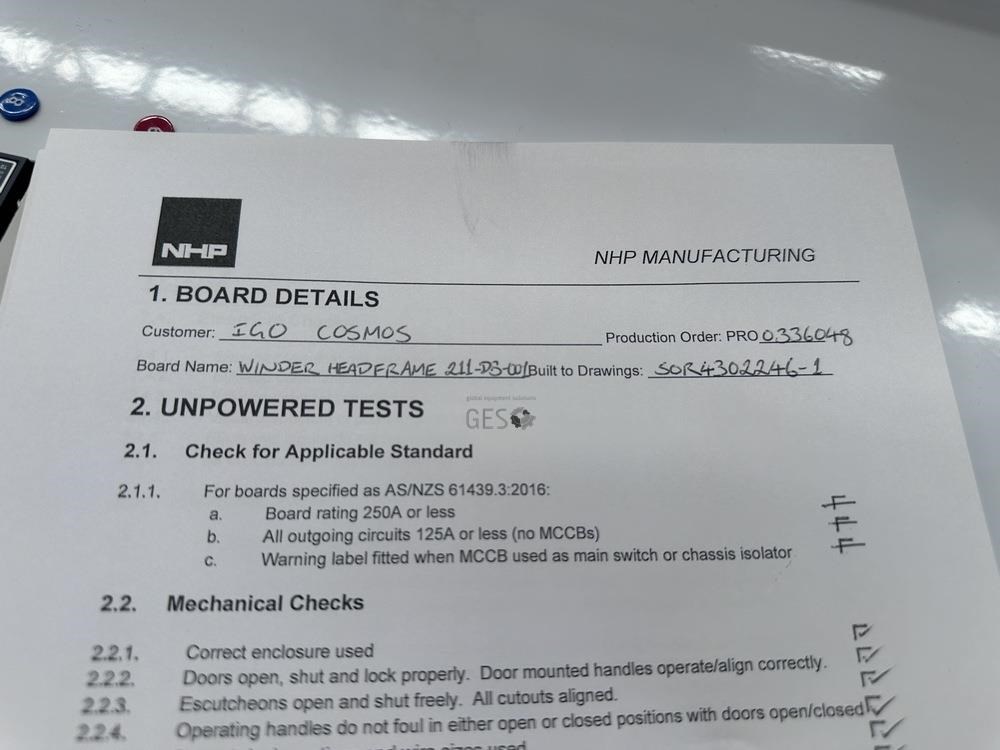 NHP
NHP MANUFACTURING
1. BOARD DETAILS
Customer: IGO COSMOS Production Order: PRO 0336048
Board Name: WINDER HEADFRAME 211-DS-001 Built to Drawings: SOR4302246-1
2. UNPOWERED TESTS
global equipment solutions
GES
2.1. Check for Applicable Standard
2.1.1. For boards specified as AS/NZS 61439.3:2016:
a. Board rating 250A or less
b. All outgoing circuits 125A or less (no MCCBs)
c. Warning label fitted when MCCB used as main switch or chassis isolator
2.2. Mechanical Checks
2.2.1. Correct enclosure used
2.2.2. Doors open, shut and lock properly. Door mounted handles operate/align correctly.
2.2.3. Escutcheons open and shut freely. All cutouts aligned.
2.2.4. Operating handles do not foul in either open or closed positions with doors open/closed